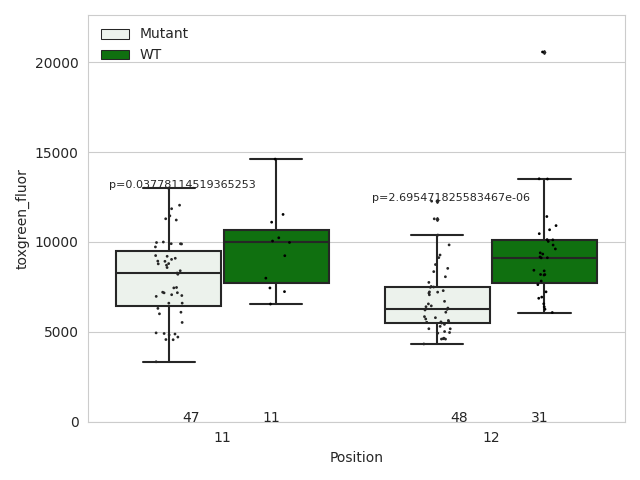 Mutant
WT
20000
15000
10000
5000
0
toxgreen_fluor
p=0.03778114519365253
p=2.695471825583467e-06
47
11
48
31
11
12
Position